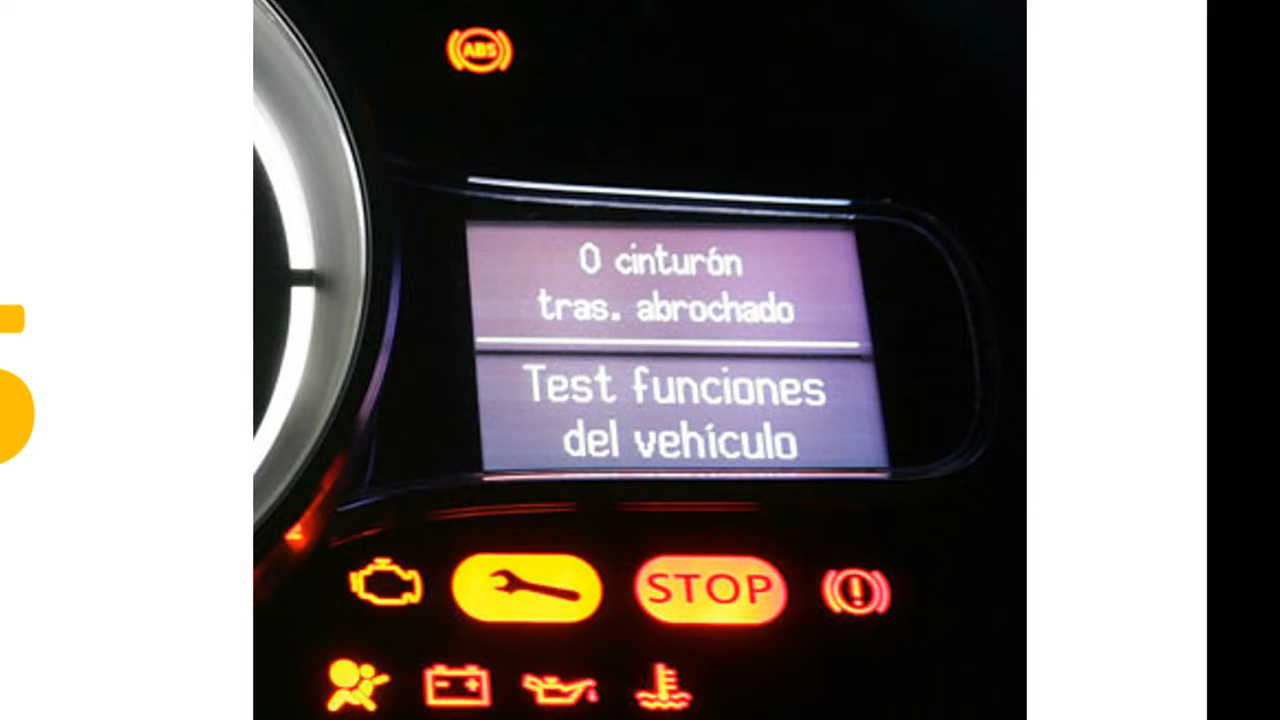 ABS
0 cinturón
tras. abrochado
Test funciones
del vehículo
STOP